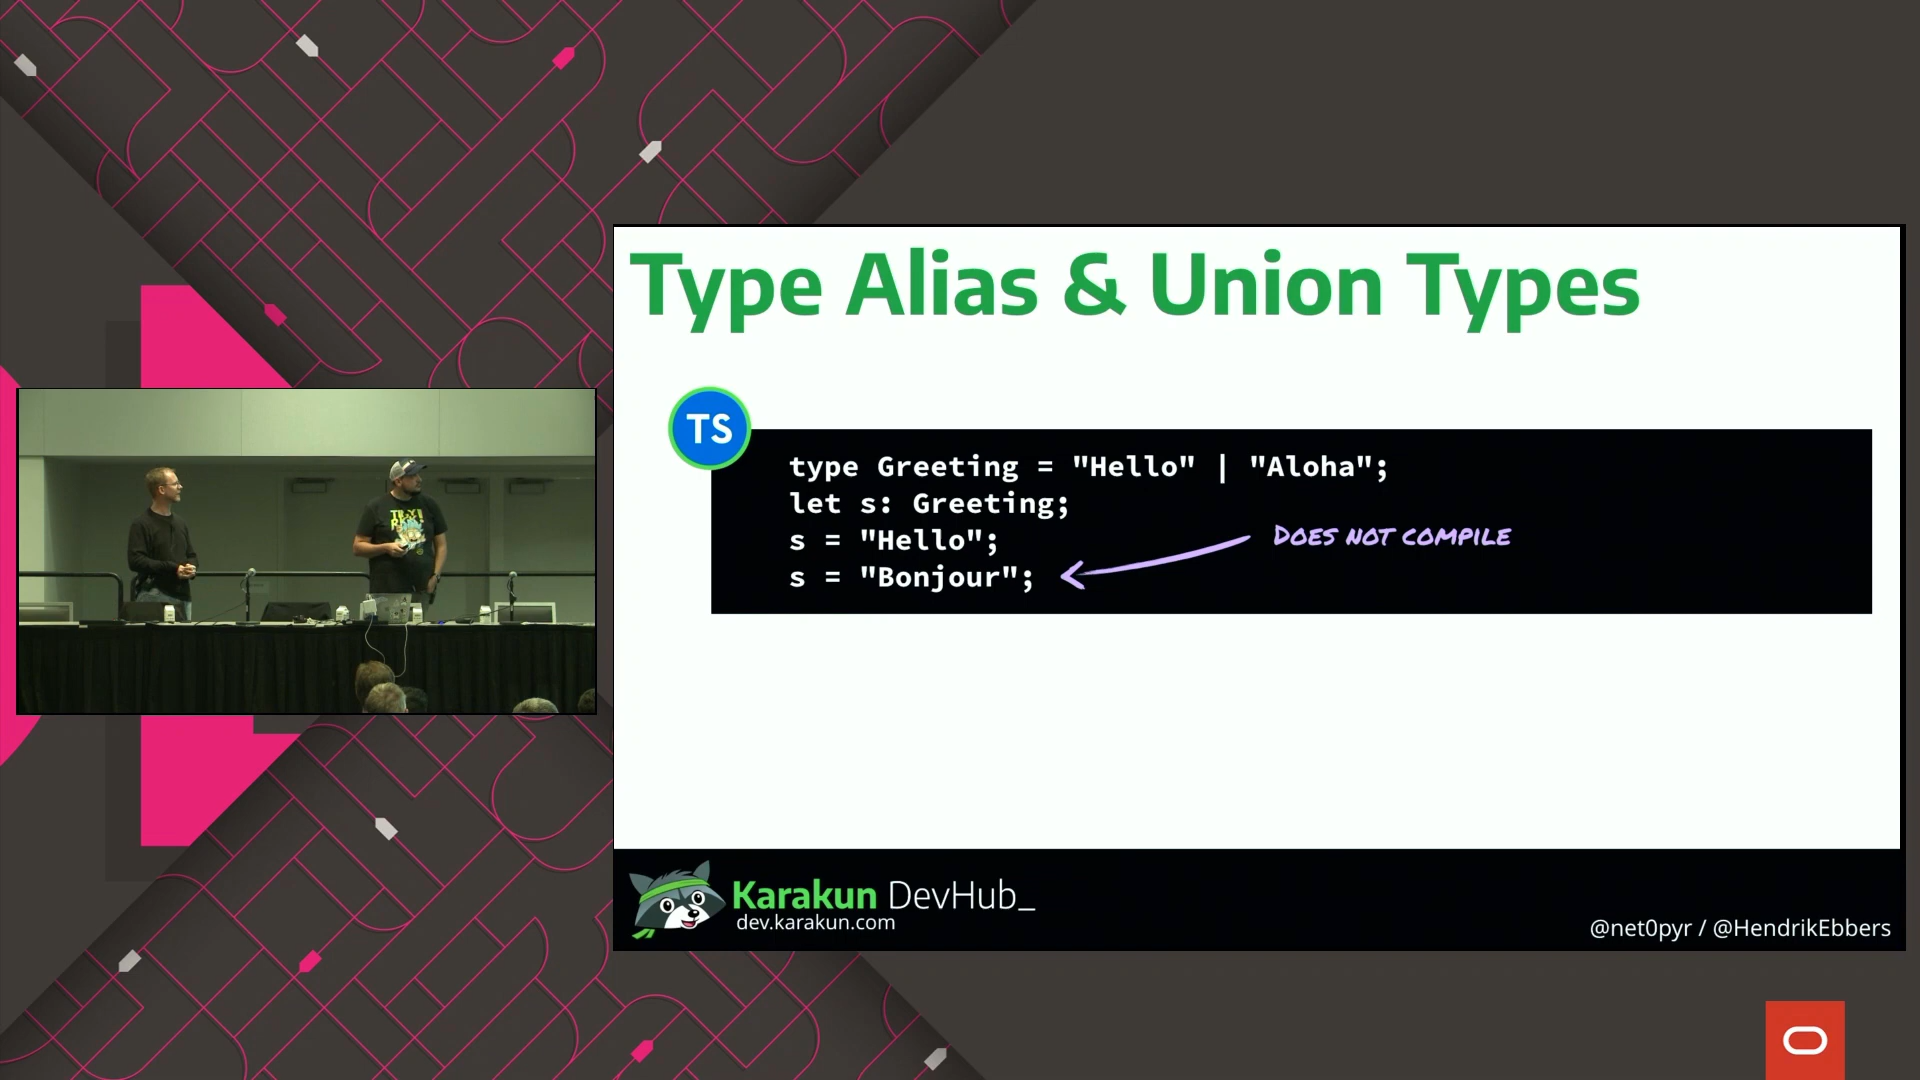 Type Alias & Union Types
TS
type Greeting = "Hello" | "Aloha";
let s: Greeting;
s = "Hello";
s = "Bonjour";
DOES NOT COMPILE
Karakun DevHub_
dev.karakun.com
@net0pyr / @HendrikEbbers